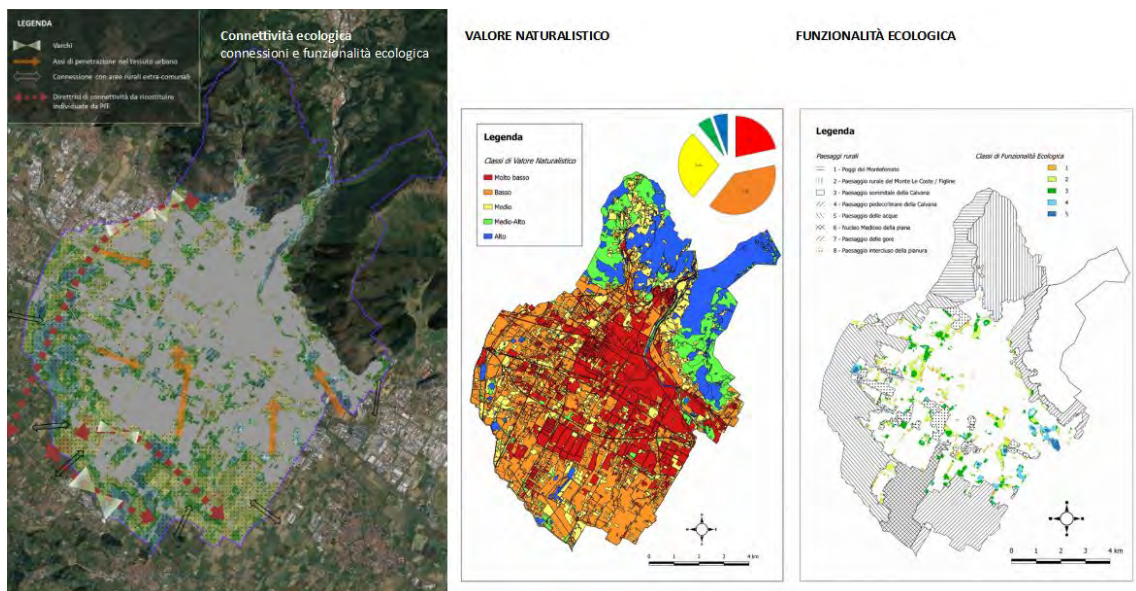 LEGENDA
Varchi
Assi di penetrazione nel tessuto urbano
Connessione con aree rurali extra-comunali
Direttrici di connettività da ricostituire
individuate da PIT
Connettività ecologica
connessioni e funzionalità ecologica
VALORE NATURALISTICO
Legenda
Classi di Valore Naturalistico
Molto basso
Basso
Medio
Medio-Alto
Alto
0 1 2 3 4 km
FUNZIONALITÀ ECOLOGICA
Legenda
Paesaggi rurali
1 - Poggi del Monteferrato
2 - Paesaggio rurale del Monte Le Coste / Figline
3 - Paesaggio sommitale della Calvana
4 - Paesaggio pedecollinare della Calvana
5 - Paesaggio delle acque
6 - Nucleo Mediceo della piana
7 - Paesaggio delle gore
8 - Paesaggio intercluso della pianura
Classi di Funzionalità Ecologica
1
2
3
4
5
0 1 2 3 4 km